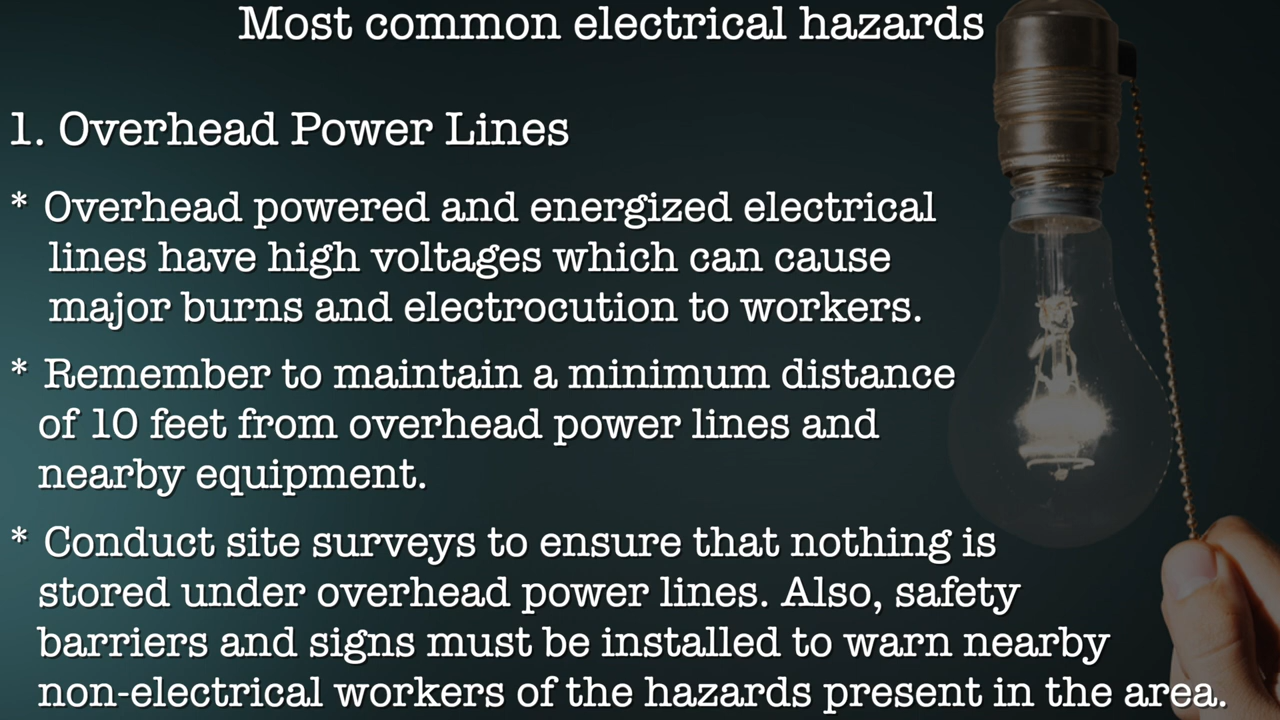 Most common electrical hazards
1. Overhead Power Lines
* Overhead powered and energized electrical
lines have high voltages which can cause
major burns and electrocution to workers.
* Remember to maintain a minimum distance
of 10 feet from overhead power lines and
nearby equipment.
* Conduct site surveys to ensure that nothing is
stored under overhead power lines. Also, safety
barriers and signs must be installed to warn nearby
non-electrical workers of the hazards present in the area.